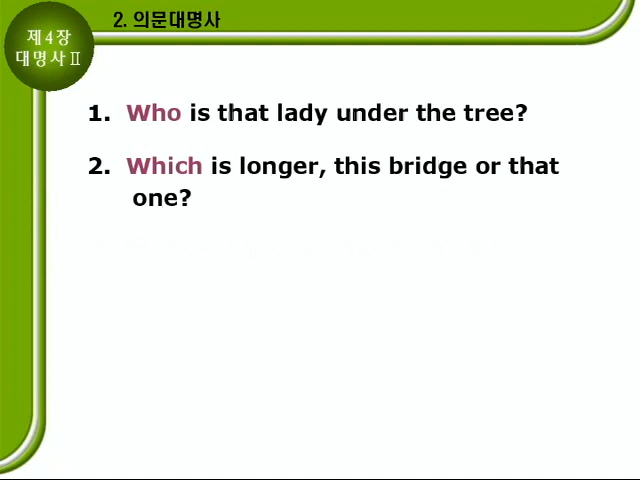 2. 의문대명사
제4장
대명사Ⅱ
1. Who is that lady under the tree?
2. Which is longer, this bridge or that
one?